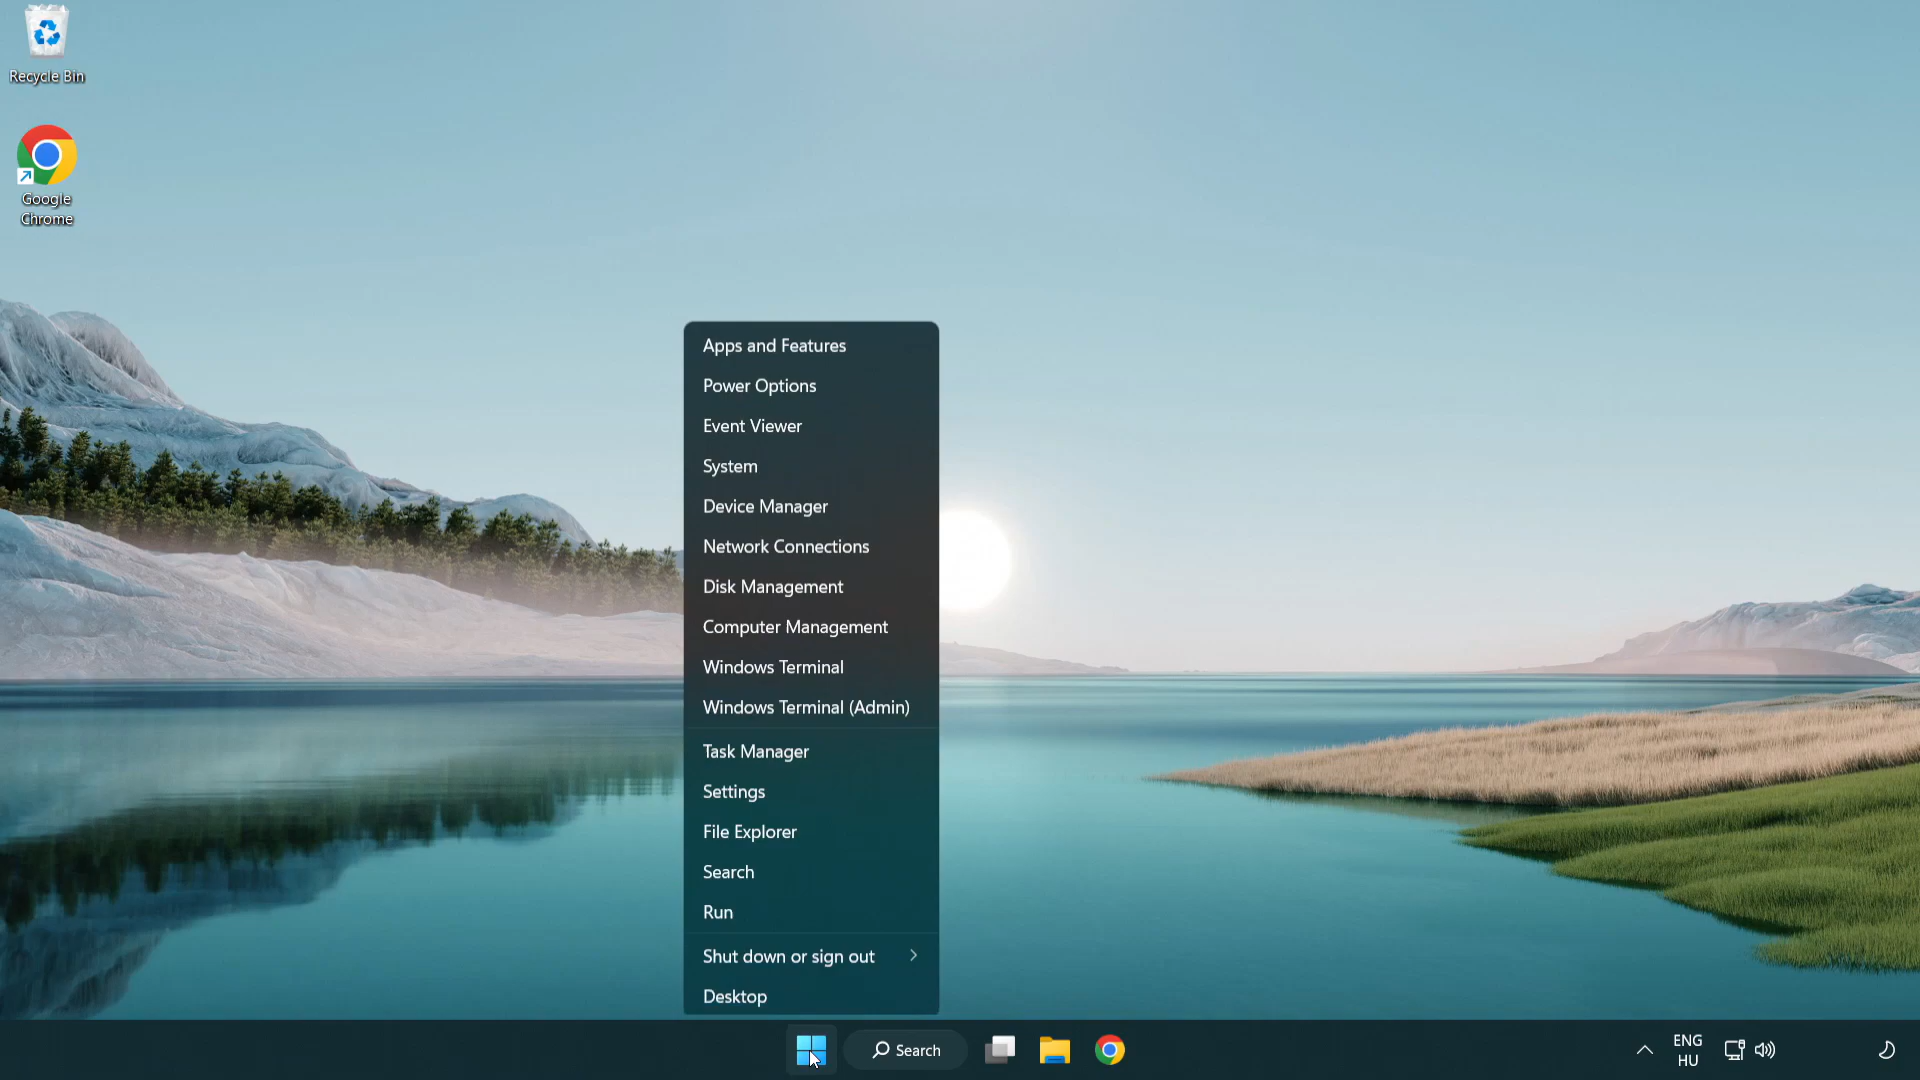 Recycle Bin
Google
Chrome
Apps and Features
Power Options
Event Viewer
System
Device Manager
Network Connections
Disk Management
Computer Management
Windows Terminal
Windows Terminal (Admin)
Task Manager
Settings
File Explorer
Search
Run
Shut down or sign out
Desktop
Search
ENG
HU